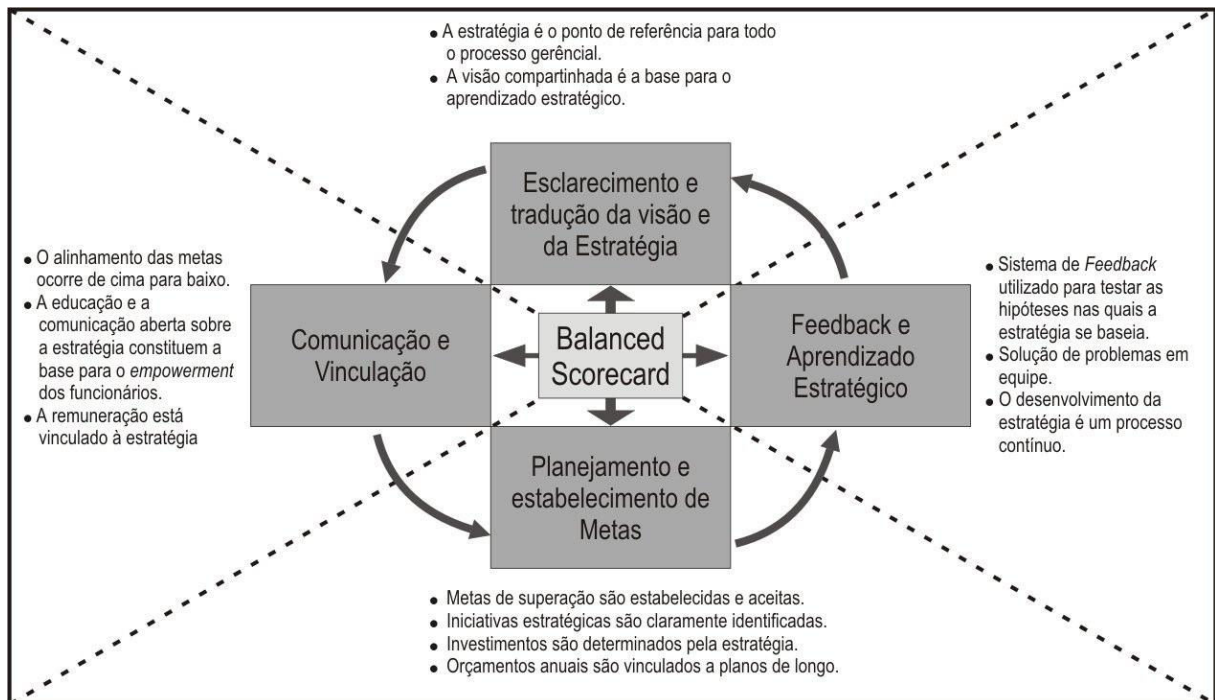 ● A estratégia é o ponto de referência para todo
o processo gerêncial.
● A visão compartinhada é a base para o
aprendizado estratégico.
Esclarecimento e
tradução da visão e
da Estratégia
● O alinhamento das metas
ocorre de cima para baixo.
● A educação e a
comunicação aberta sobre
a estratégia constituem a
base para o empowerment
dos funcionários.
● A remuneração está
vinculado à estratégia
Comunicação e
Vinculação
Balanced
Scorecard
Feedback e
Aprendizado
Estratégico
● Sistema de Feedback
utilizado para testar as
hipóteses nas quais a
estratégia se baseia.
● Solução de problemas em
equipe.
● O desenvolvimento da
estratégia é um processo
contínuo.
Planejamento e
estabelecimento de
Metas
● Metas de superação são estabelecidas e aceitas.
● Iniciativas estratégicas são claramente identificadas.
● Investimentos são determinados pela estratégia.
● Orçamentos anuais são vinculados a planos de longo.